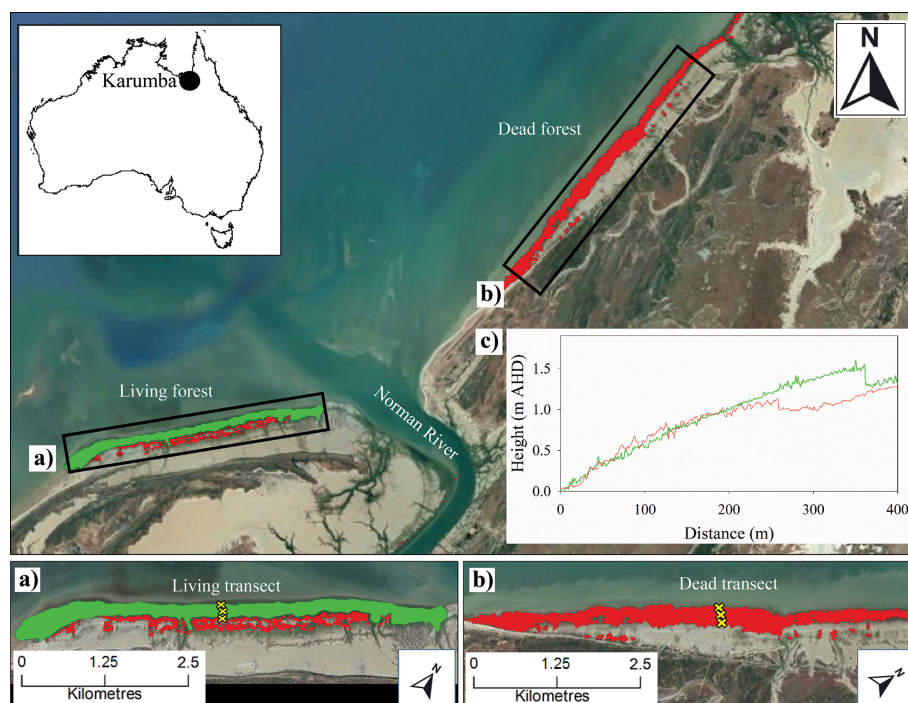 Karumba
N
Dead forest
b)
c)
Living forest
a)
Norman River
Height (m AHD)
1.5
1.0
0.5
0.0
0
100
200
300
400
Distance (m)
a)
Living transect
0
1.25
2.5
Kilometres
N
b)
Dead transect
0
1.25
2.5
Kilometres
N